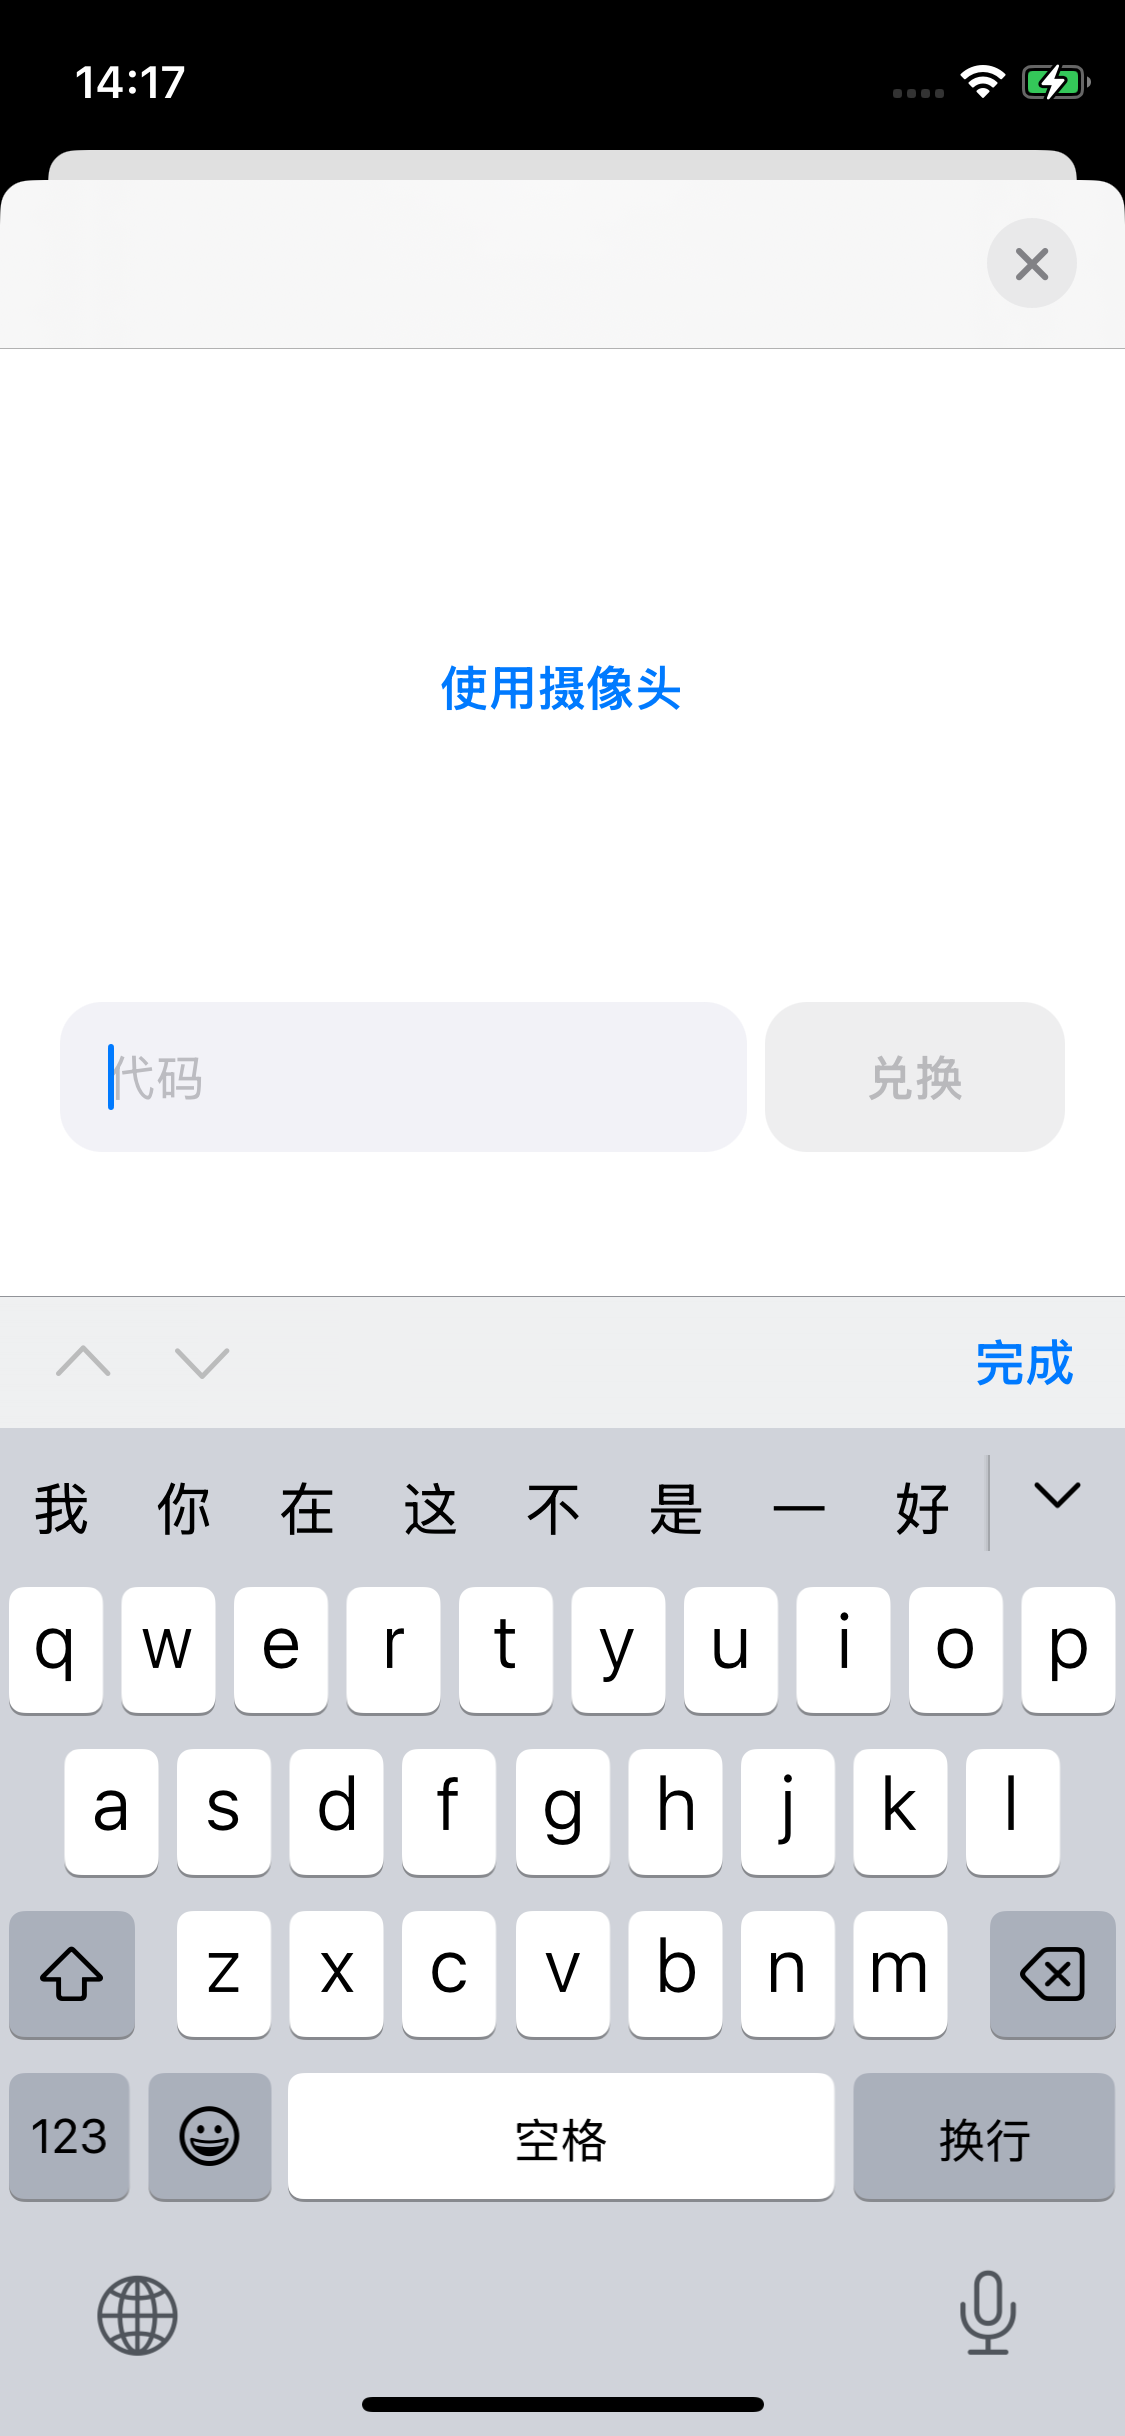 14:17
使用摄像头
代码 兑换
完成
我 你 在 这 不 是 一 好
q w e r t y u i o p
a s d f g h j k l
z x c v b n m
123 空格 换行